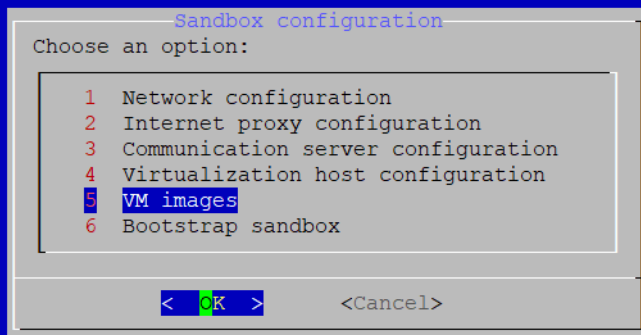 Sandbox configuration
Choose an option:
1 Network configuration
2 Internet proxy configuration
3 Communication server configuration
4 Virtualization host configuration
5 VM images
6 Bootstrap sandbox
< OK > <Cancel>